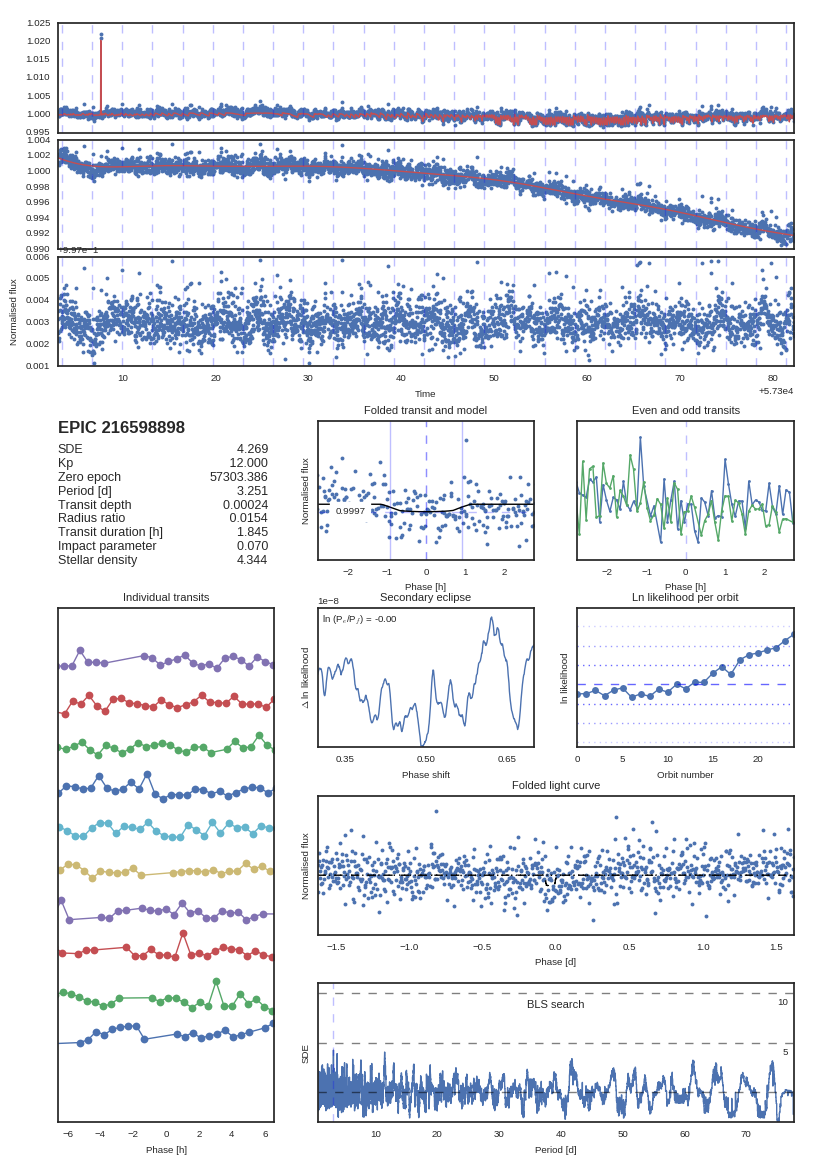 1.025
1.020
1.015
1.010
1.005
1.000
0.995
1.004
1.002
1.000
0.998
0.996
0.994
0.992
0.990
+9.97e−1
0.006
0.005
0.004
0.003
0.002
0.001
Normalised flux
10 20 30 40 50 60 70 80
Time
+5.73e4
EPIC 216598898
SDE 4.269
Kp 12.000
Zero epoch 57303.386
Period [d] 3.251
Transit depth 0.00024
Radius ratio 0.0154
Transit duration [h] 1.845
Impact parameter 0.070
Stellar density 4.344
Folded transit and model
Normalised flux
0.9997
−2 −1 0 1 2
Phase [h]
Even and odd transits
−2 −1 0 1 2
Phase [h]
Individual transits
−6 −4 −2 0 2 4 6
Phase [h]
Secondary eclipse
1e−8
ln (Pₑ/P𝑓) = -0.00
Δ ln likelihood
0.35 0.50 0.65
Phase shift
Ln likelihood per orbit
ln likelihood
0 5 10 15 20
Orbit number
Folded light curve
Normalised flux
−1.5 −1.0 −0.5 0.0 0.5 1.0 1.5
Phase [d]
BLS search
10
5
SDE
10 20 30 40 50 60 70
Period [d]